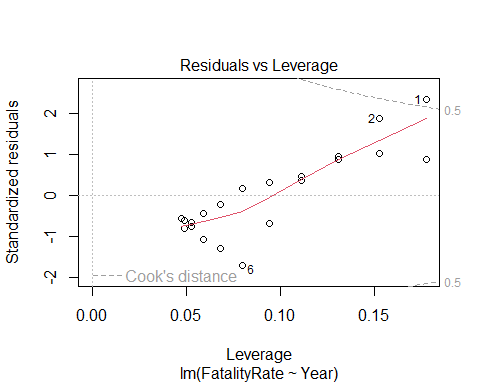 Residuals vs Leverage
Standardized residuals
2
1
0
-1
-2
1
2
6
0.5
0.5
Cook's distance
0.00
0.05
0.10
0.15
Leverage
lm(FatalityRate ~ Year)